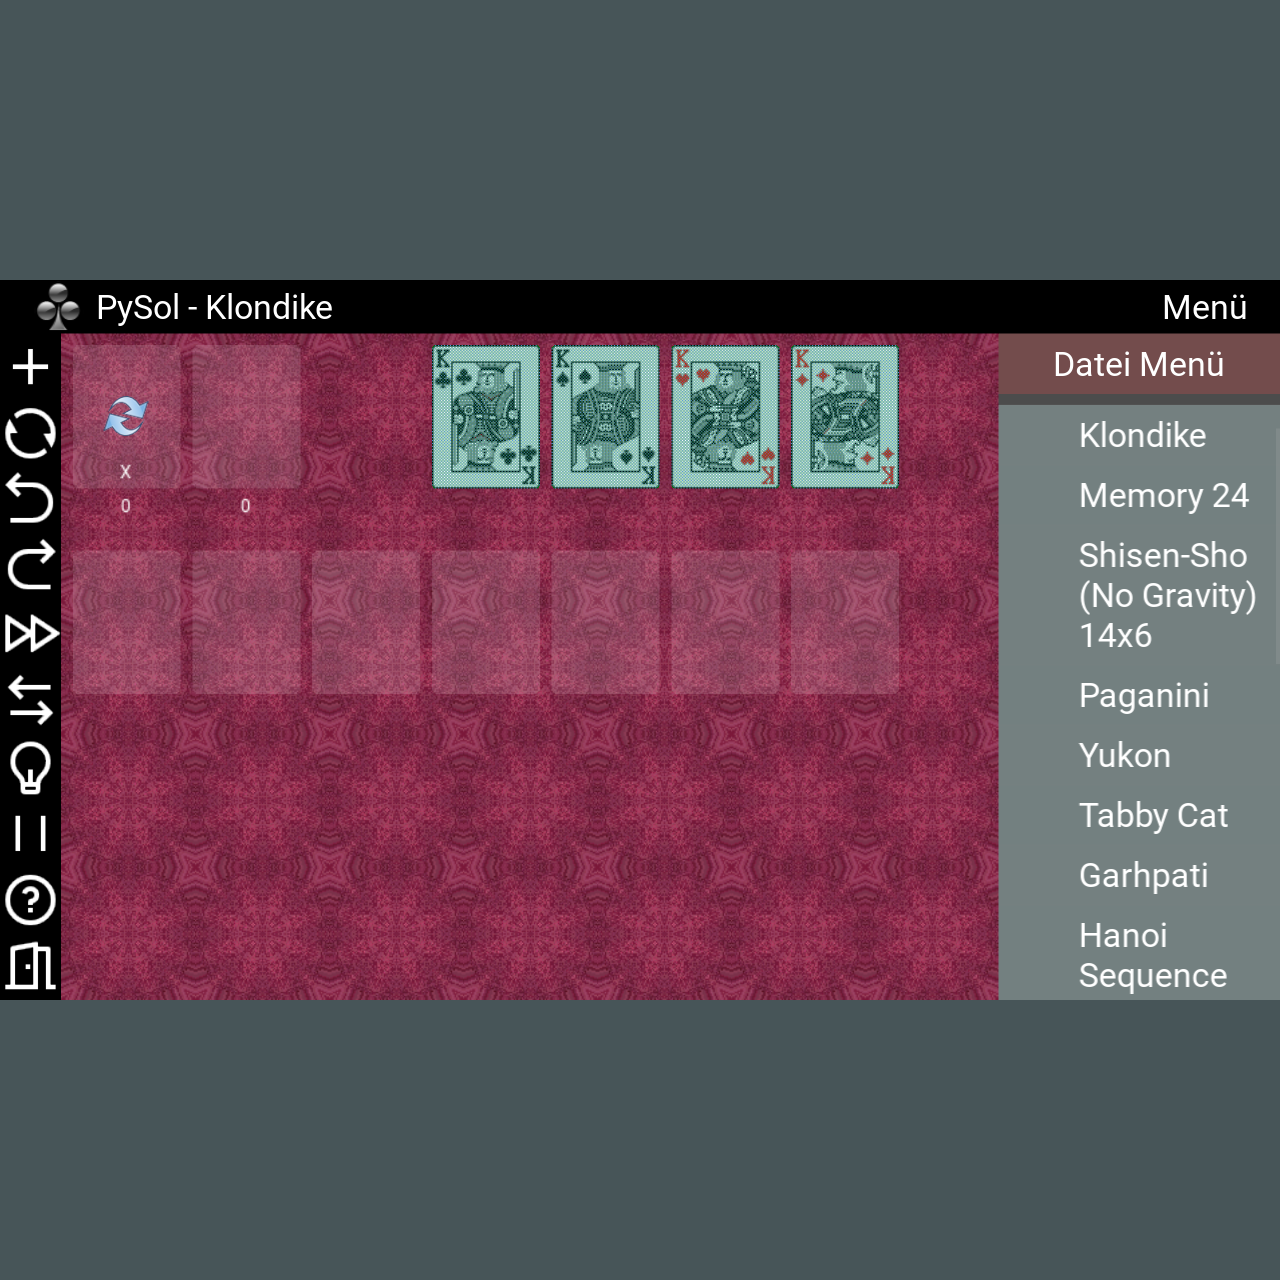 PySol - Klondike
Menü
K
K
K
K
K
K
K
K
X
0
0
Datei Menü
Klondike
Memory 24
Shisen-Sho
(No Gravity)
14x6
Paganini
Yukon
Tabby Cat
Garhpati
Hanoi
Sequence
?